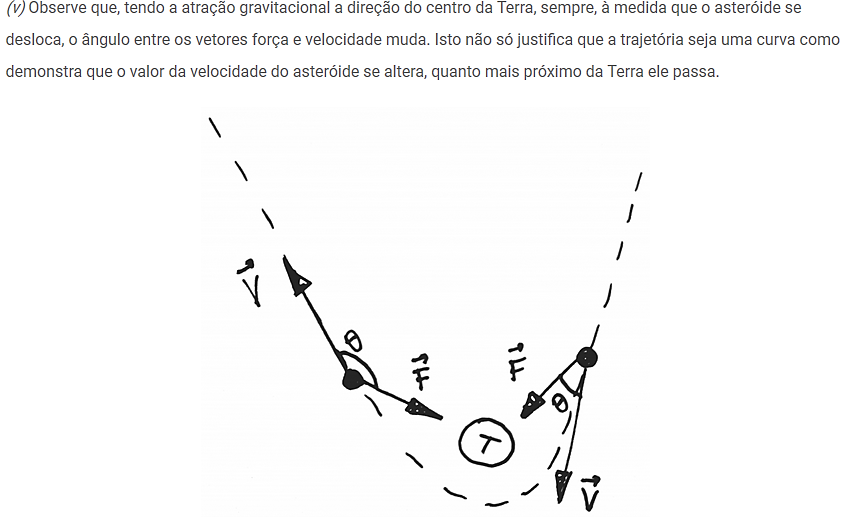 (v) Observe que, tendo a atração gravitacional a direção do centro da Terra, sempre, à medida que o asteróide se
desloca, o ângulo entre os vetores força e velocidade muda. Isto não só justifica que a trajetória seja uma curva como
demonstra que o valor da velocidade do asteróide se altera, quanto mais próximo da Terra ele passa.
V⃗
θ
F⃗
F⃗
θ
T
V⃗